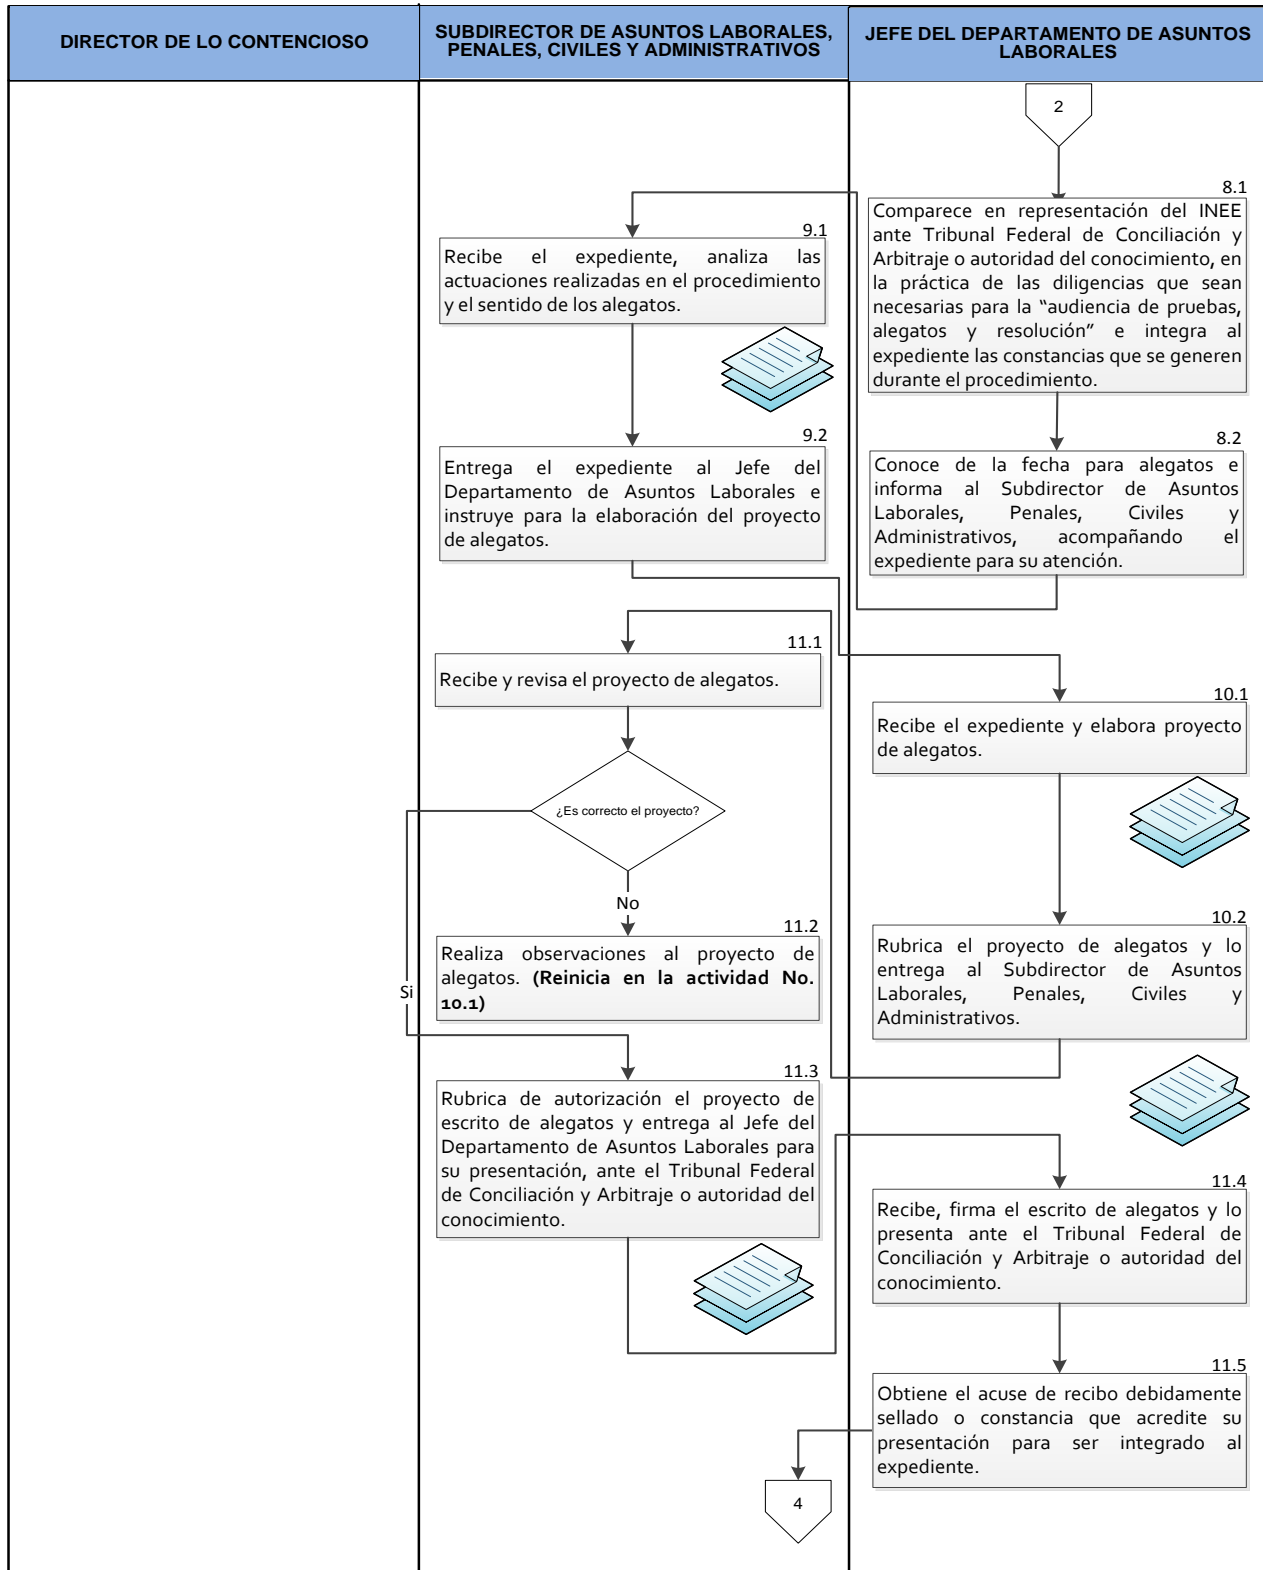 DIRECTOR DE LO CONTENCIOSO
SUBDIRECTOR DE ASUNTOS LABORALES,
PENALES, CIVILES Y ADMINISTRATIVOS
JEFE DEL DEPARTAMENTO DE ASUNTOS
LABORALES
2
8.1
Comparece en representación del INEE
ante Tribunal Federal de Conciliación y
Arbitraje o autoridad del conocimiento, en
la práctica de las diligencias que sean
necesarias para la “audiencia de pruebas,
alegatos y resolución” e integra al
expediente las constancias que se generen
durante el procedimiento.
8.2
Conoce de la fecha para alegatos e
informa al Subdirector de Asuntos
Laborales, Penales, Civiles y
Administrativos, acompañando el
expediente para su atención.
9.1
Recibe el expediente, analiza las
actuaciones realizadas en el procedimiento
y el sentido de los alegatos.
9.2
Entrega el expediente al Jefe del
Departamento de Asuntos Laborales e
instruye para la elaboración del proyecto
de alegatos.
10.1
Recibe el expediente y elabora proyecto
de alegatos.
10.2
Rubrica el proyecto de alegatos y lo
entrega al Subdirector de Asuntos
Laborales, Penales, Civiles y
Administrativos.
11.1
Recibe y revisa el proyecto de alegatos.
¿Es correcto el proyecto?
No
11.2
Realiza observaciones al proyecto de
alegatos. (Reinicia en la actividad No.
10.1)
Si
11.3
Rubrica de autorización el proyecto de
escrito de alegatos y entrega al Jefe del
Departamento de Asuntos Laborales para
su presentación, ante el Tribunal Federal
de Conciliación y Arbitraje o autoridad del
conocimiento.
11.4
Recibe, firma el escrito de alegatos y lo
presenta ante el Tribunal Federal de
Conciliación y Arbitraje o autoridad del
conocimiento.
11.5
Obtiene el acuse de recibo debidamente
sellado o constancia que acredite su
presentación para ser integrado al
expediente.
4